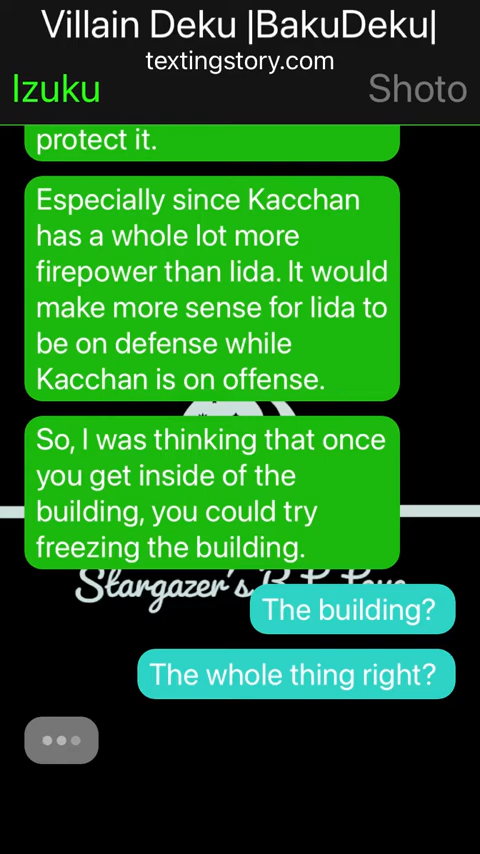 Villain Deku |BakuDeku|
textingstory.com
Izuku
Shoto
protect it.
Especially since Kacchan
has a whole lot more
firepower than Iida. It would
make more sense for Iida to
be on defense while
Kacchan is on offense.
So, I was thinking that once
you get inside of the
building, you could try
freezing the building.
Stargazer's
The building?
The whole thing right?